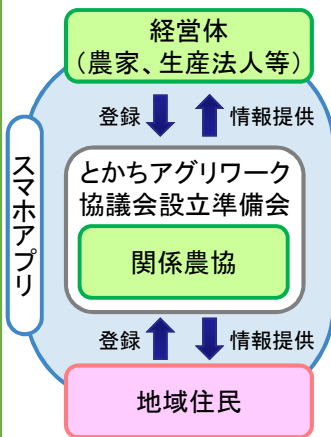 経営体
（農家、生産法人等）
登録
情報提供
スマホアプリ
とかちアグリワーク
協議会設立準備会
関係農協
登録
情報提供
地域住民